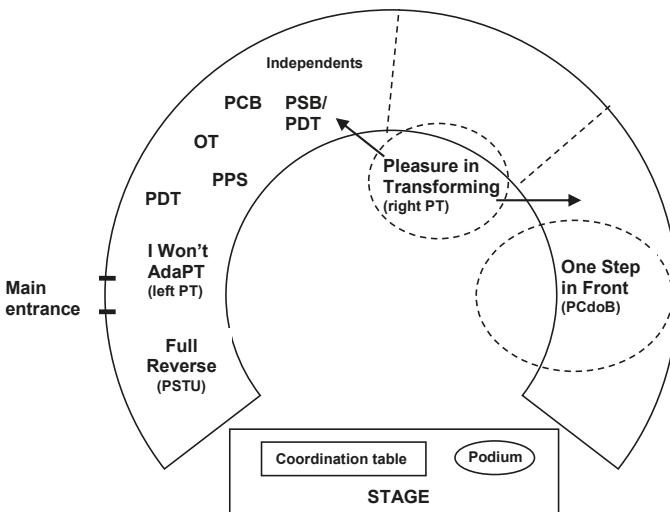 Independents
PCB
PSB/
PDT
OT
PPS
PDT
Pleasure in
Transforming
(right PT)
I Won't
AdaPT
(left PT)
Main
entrance
One Step
in Front
(PCdoB)
Full
Reverse
(PSTU)
Coordination table
Podium
STAGE